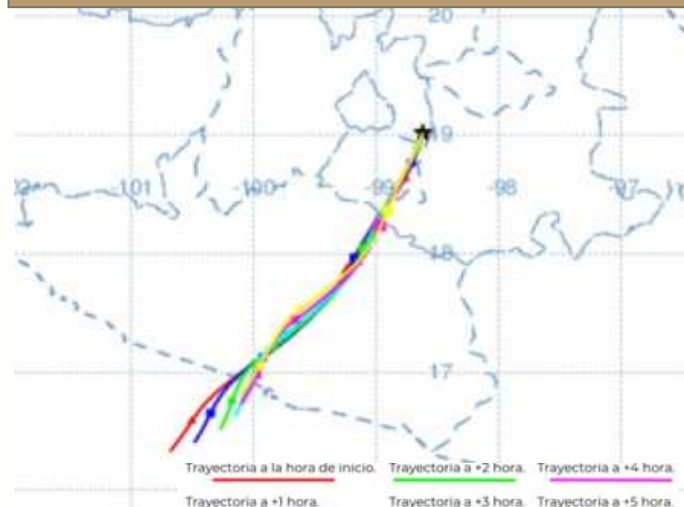 20
19
-101 -100 -99 -98 -97
18
17
Trayectoria a la hora de inicio. Trayectoria a +2 hora. Trayectoria a +4 hora.
Trayectoria a +1 hora. Trayectoria a +3 hora. Trayectoria a +5 hora.